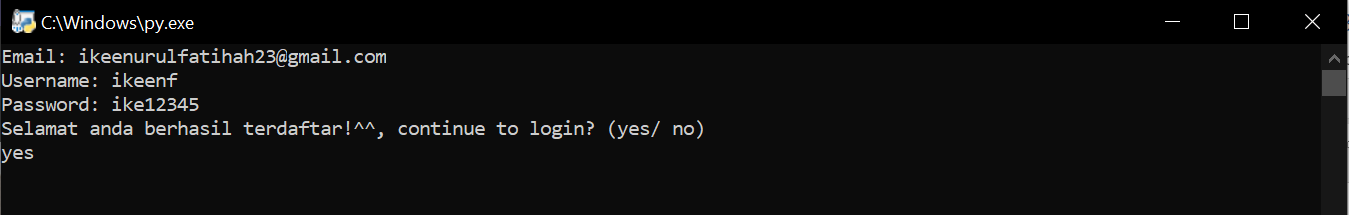 C:\Windows\py.exe
Email: ikeenurulfatihah23@gmail.com
Username: ikeenf
Password: ike12345
Selamat anda berhasil terdaftar!^^, continue to login? (yes/ no)
yes